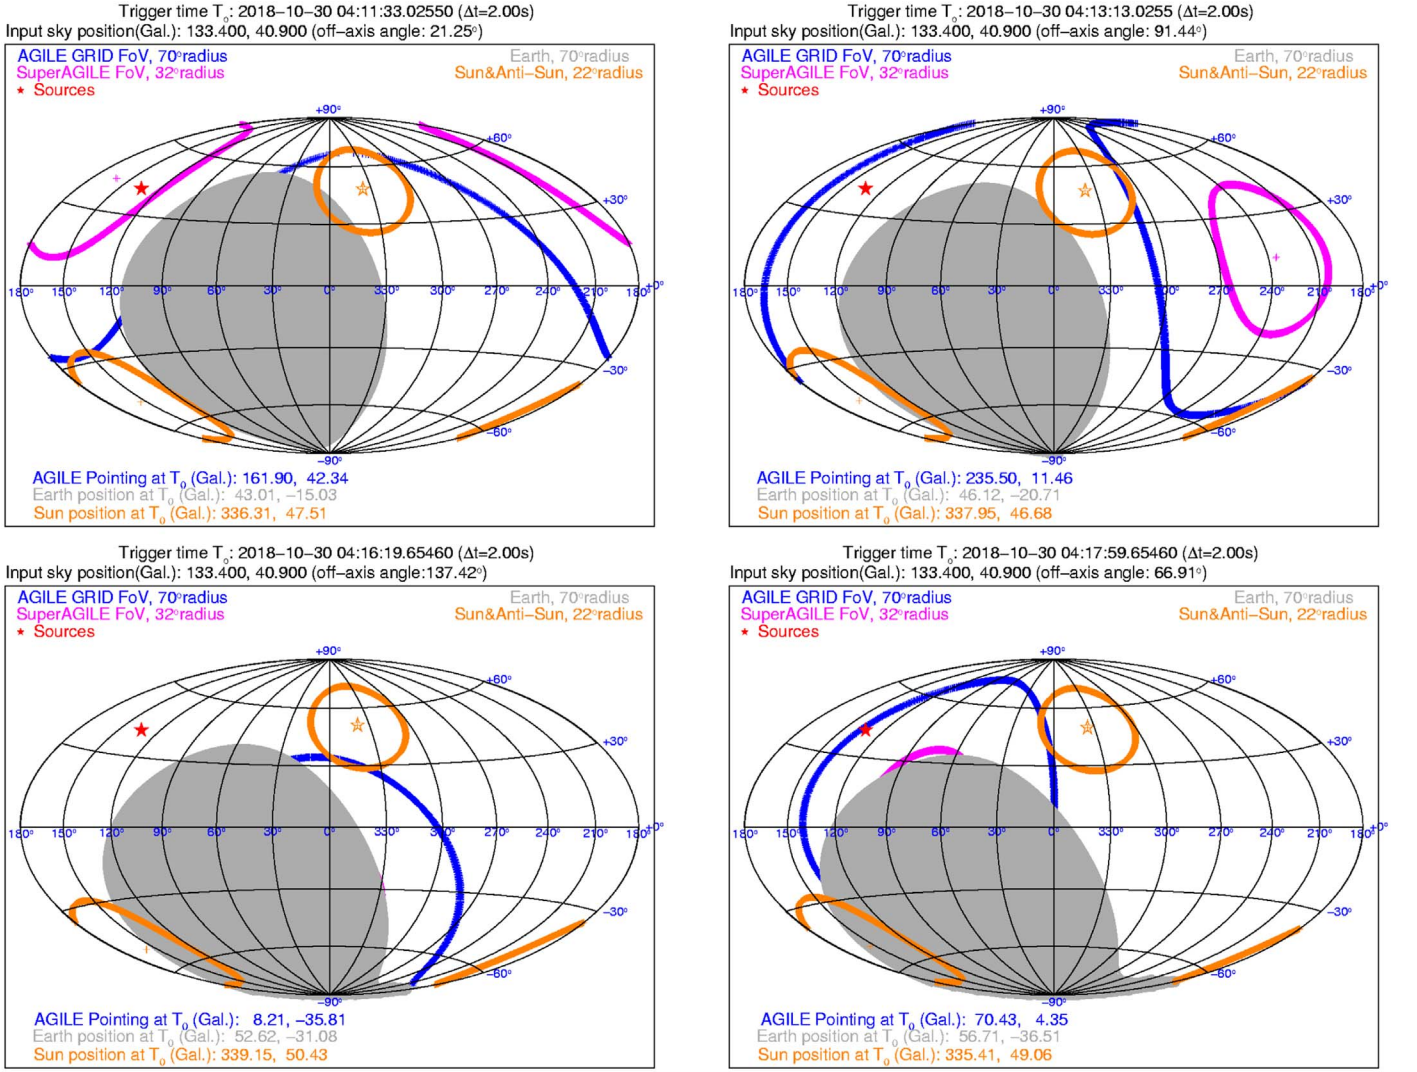 Trigger time T₀: 2018−10−30 04:11:33.02550 (Δt=2.00s)
Input sky position(Gal.): 133.400, 40.900 (off−axis angle: 21.25°)
AGILE GRID FoV, 70°radius Earth, 70°radius
SuperAGILE FoV, 32°radius Sun&Anti−Sun, 22°radius
★ Sources
+90°
+60°
+30°
180° 150° 120° 90° 60° 30° 0° 330° 300° 270° 240° 210° 180° +0°
−30°
−60°
−90°
AGILE Pointing at T₀ (Gal.): 161.90, 42.34
Earth position at T₀ (Gal.): 43.01, −15.03
Sun position at T₀ (Gal.): 336.31, 47.51
Trigger time T₀: 2018−10−30 04:13:13.0255 (Δt=2.00s)
Input sky position(Gal.): 133.400, 40.900 (off−axis angle: 91.44°)
AGILE GRID FoV, 70°radius Earth, 70°radius
SuperAGILE FoV, 32°radius Sun&Anti−Sun, 22°radius
★ Sources
+90°
+60°
+30°
180° 150° 120° 90° 60° 30° 0° 330° 300° 270° 240° 210° 180° +0°
−30°
−60°
−90°
AGILE Pointing at T₀ (Gal.): 235.50, 11.46
Earth position at T₀ (Gal.): 46.12, −20.71
Sun position at T₀ (Gal.): 337.95, 46.68
Trigger time T₀: 2018−10−30 04:16:19.65460 (Δt=2.00s)
Input sky position(Gal.): 133.400, 40.900 (off−axis angle:137.42°)
AGILE GRID FoV, 70°radius Earth, 70°radius
SuperAGILE FoV, 32°radius Sun&Anti−Sun, 22°radius
★ Sources
+90°
+60°
+30°
180° 150° 120° 90° 60° 30° 0° 330° 300° 270° 240° 210° 180° +0°
−30°
−60°
−90°
AGILE Pointing at T₀ (Gal.): 8.21, −35.81
Earth position at T₀ (Gal.): 52.62, −31.08
Sun position at T₀ (Gal.): 339.15, 50.43
Trigger time T₀: 2018−10−30 04:17:59.65460 (Δt=2.00s)
Input sky position(Gal.): 133.400, 40.900 (off−axis angle: 66.91°)
AGILE GRID FoV, 70°radius Earth, 70°radius
SuperAGILE FoV, 32°radius Sun&Anti−Sun, 22°radius
★ Sources
+90°
+60°
+30°
180° 150° 120° 90° 60° 30° 0° 330° 300° 270° 240° 210° 180° +0°
−30°
−60°
−90°
AGILE Pointing at T₀ (Gal.): 70.43, 4.35
Earth position at T₀ (Gal.): 56.71, −36.51
Sun position at T₀ (Gal.): 335.41, 49.06